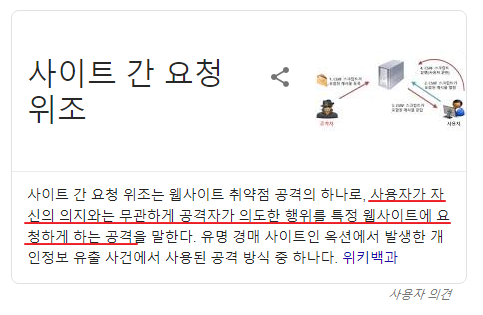 사이트 간 요청
위조
공격자
사용자
사이트 간 요청 위조는 웹사이트 취약점 공격의 하나로, 사용자가 자
신의 의지와는 무관하게 공격자가 의도한 행위를 특정 웹사이트에 요
청하게 하는 공격을 말한다. 유명 경매 사이트인 옥션에서 발생한 개
인정보 유출 사건에서 사용된 공격 방식 중 하나다. 위키백과
사용자 의견